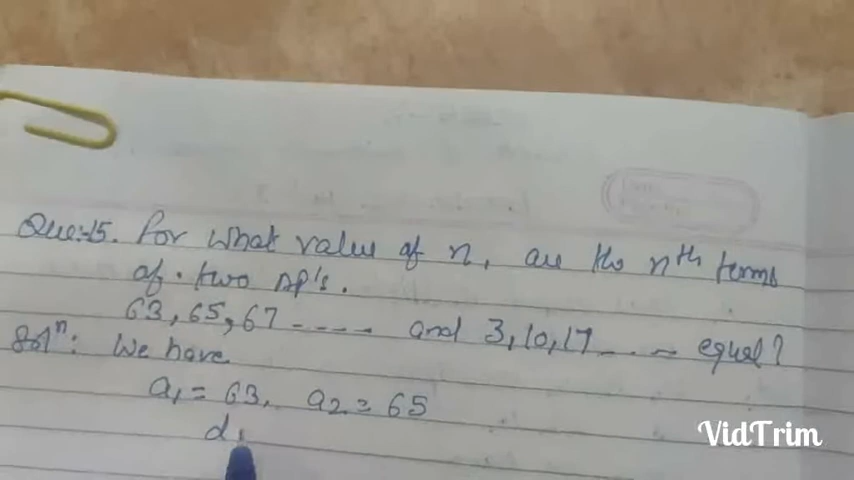 Que:-15. For what value of n, are the nth terms
of two AP's.
63, 65, 67 ---- and 3, 10, 17 ---- equal?
Soln: We have
a1 = 63, a2 = 65
d
VidTrim